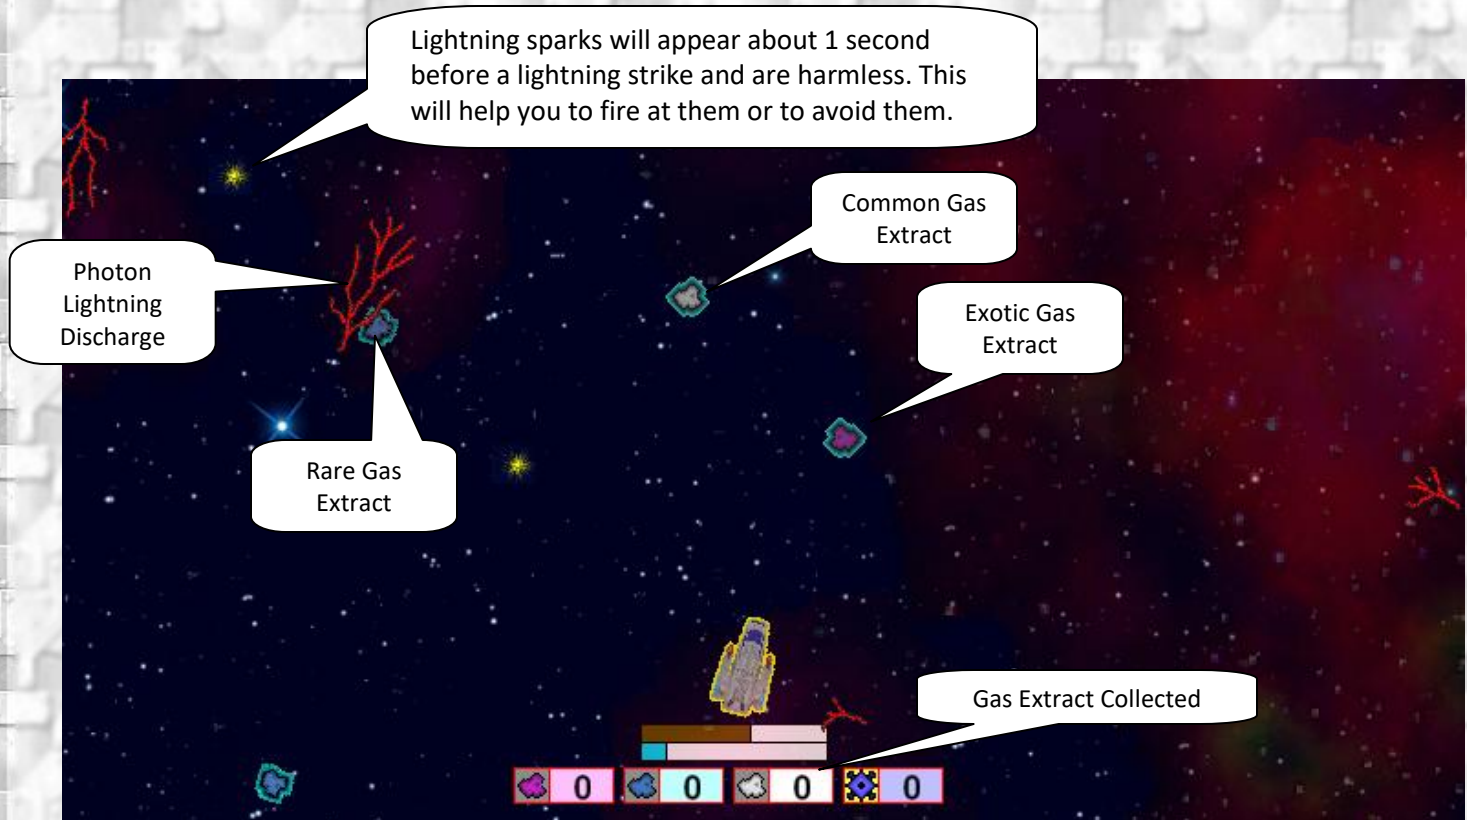 Lightning sparks will appear about 1 second
before a lightning strike and are harmless. This
will help you to fire at them or to avoid them.
Common Gas
Extract
Photon
Lightning
Discharge
Exotic Gas
Extract
Rare Gas
Extract
Gas Extract Collected
0 0 0 0